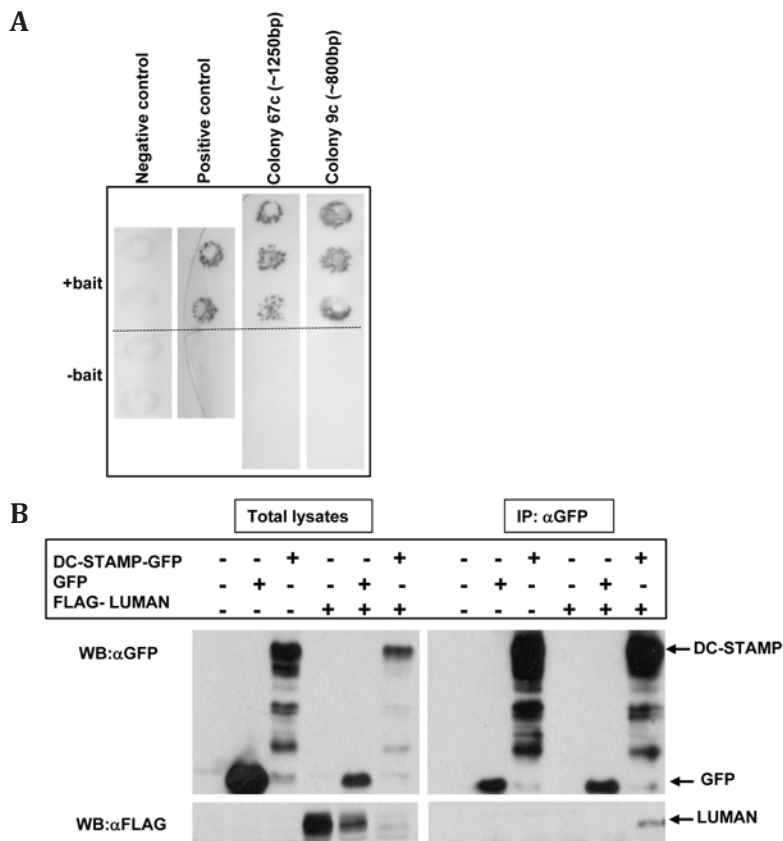 A
Negative control
Positive control
Colony 67c (~1250bp)
Colony 9c (~800bp)
+bait
-bait
B
Total lysates
IP: αGFP
DC-STAMP-GFP - - + - - + - - + - - +
GFP - + - - + - - + - - + -
FLAG- LUMAN - - - + + + - - - + + +
WB:αGFP
DC-STAMP
GFP
WB:αFLAG
LUMAN